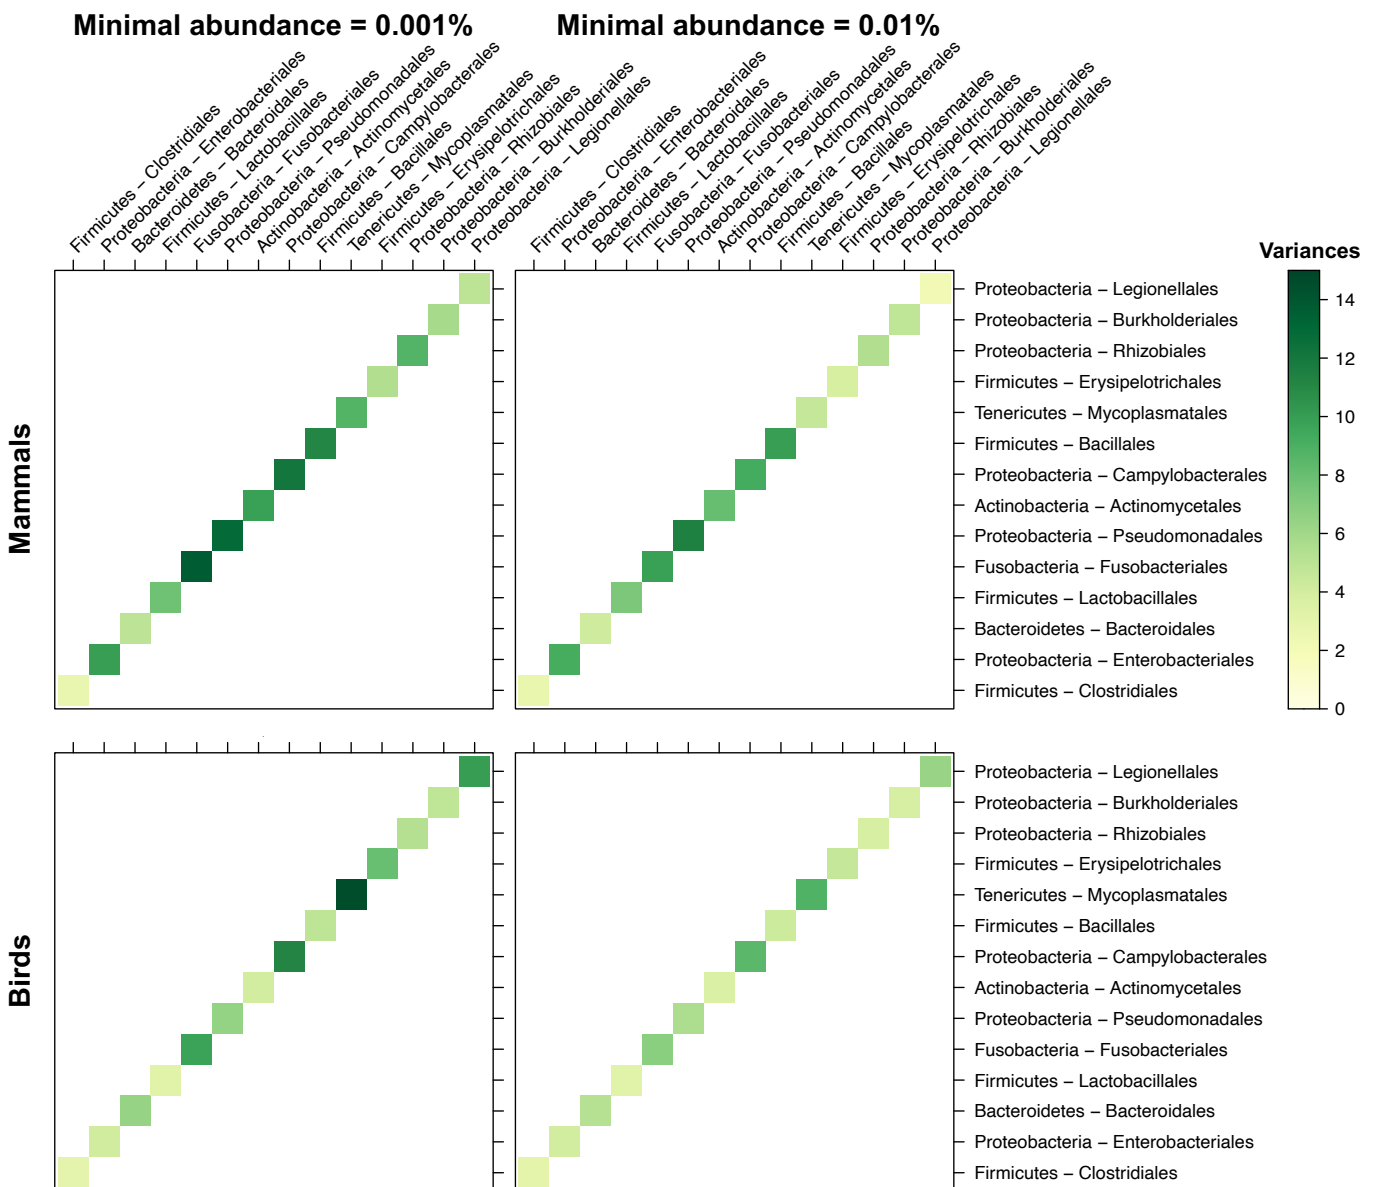 Minimal abundance = 0.001%
Minimal abundance = 0.01%
Firmicutes − Clostridiales
Proteobacteria − Enterobacteriales
Bacteroidetes − Bacteroidales
Firmicutes − Lactobacillales
Fusobacteria − Fusobacteriales
Proteobacteria − Pseudomonadales
Actinobacteria − Actinomycetales
Proteobacteria − Campylobacterales
Firmicutes − Bacillales
Tenericutes − Mycoplasmatales
Firmicutes − Erysipelotrichales
Proteobacteria − Rhizobiales
Proteobacteria − Burkholderiales
Proteobacteria − Legionellales
Firmicutes − Clostridiales
Proteobacteria − Enterobacteriales
Bacteroidetes − Bacteroidales
Firmicutes − Lactobacillales
Fusobacteria − Fusobacteriales
Proteobacteria − Pseudomonadales
Actinobacteria − Actinomycetales
Proteobacteria − Campylobacterales
Firmicutes − Bacillales
Tenericutes − Mycoplasmatales
Firmicutes − Erysipelotrichales
Proteobacteria − Rhizobiales
Proteobacteria − Burkholderiales
Proteobacteria − Legionellales
Mammals
Proteobacteria − Legionellales
Proteobacteria − Burkholderiales
Proteobacteria − Rhizobiales
Firmicutes − Erysipelotrichales
Tenericutes − Mycoplasmatales
Firmicutes − Bacillales
Proteobacteria − Campylobacterales
Actinobacteria − Actinomycetales
Proteobacteria − Pseudomonadales
Fusobacteria − Fusobacteriales
Firmicutes − Lactobacillales
Bacteroidetes − Bacteroidales
Proteobacteria − Enterobacteriales
Firmicutes − Clostridiales
Variances
14
12
10
8
6
4
2
0
Birds
Proteobacteria − Legionellales
Proteobacteria − Burkholderiales
Proteobacteria − Rhizobiales
Firmicutes − Erysipelotrichales
Tenericutes − Mycoplasmatales
Firmicutes − Bacillales
Proteobacteria − Campylobacterales
Actinobacteria − Actinomycetales
Proteobacteria − Pseudomonadales
Fusobacteria − Fusobacteriales
Firmicutes − Lactobacillales
Bacteroidetes − Bacteroidales
Proteobacteria − Enterobacteriales
Firmicutes − Clostridiales